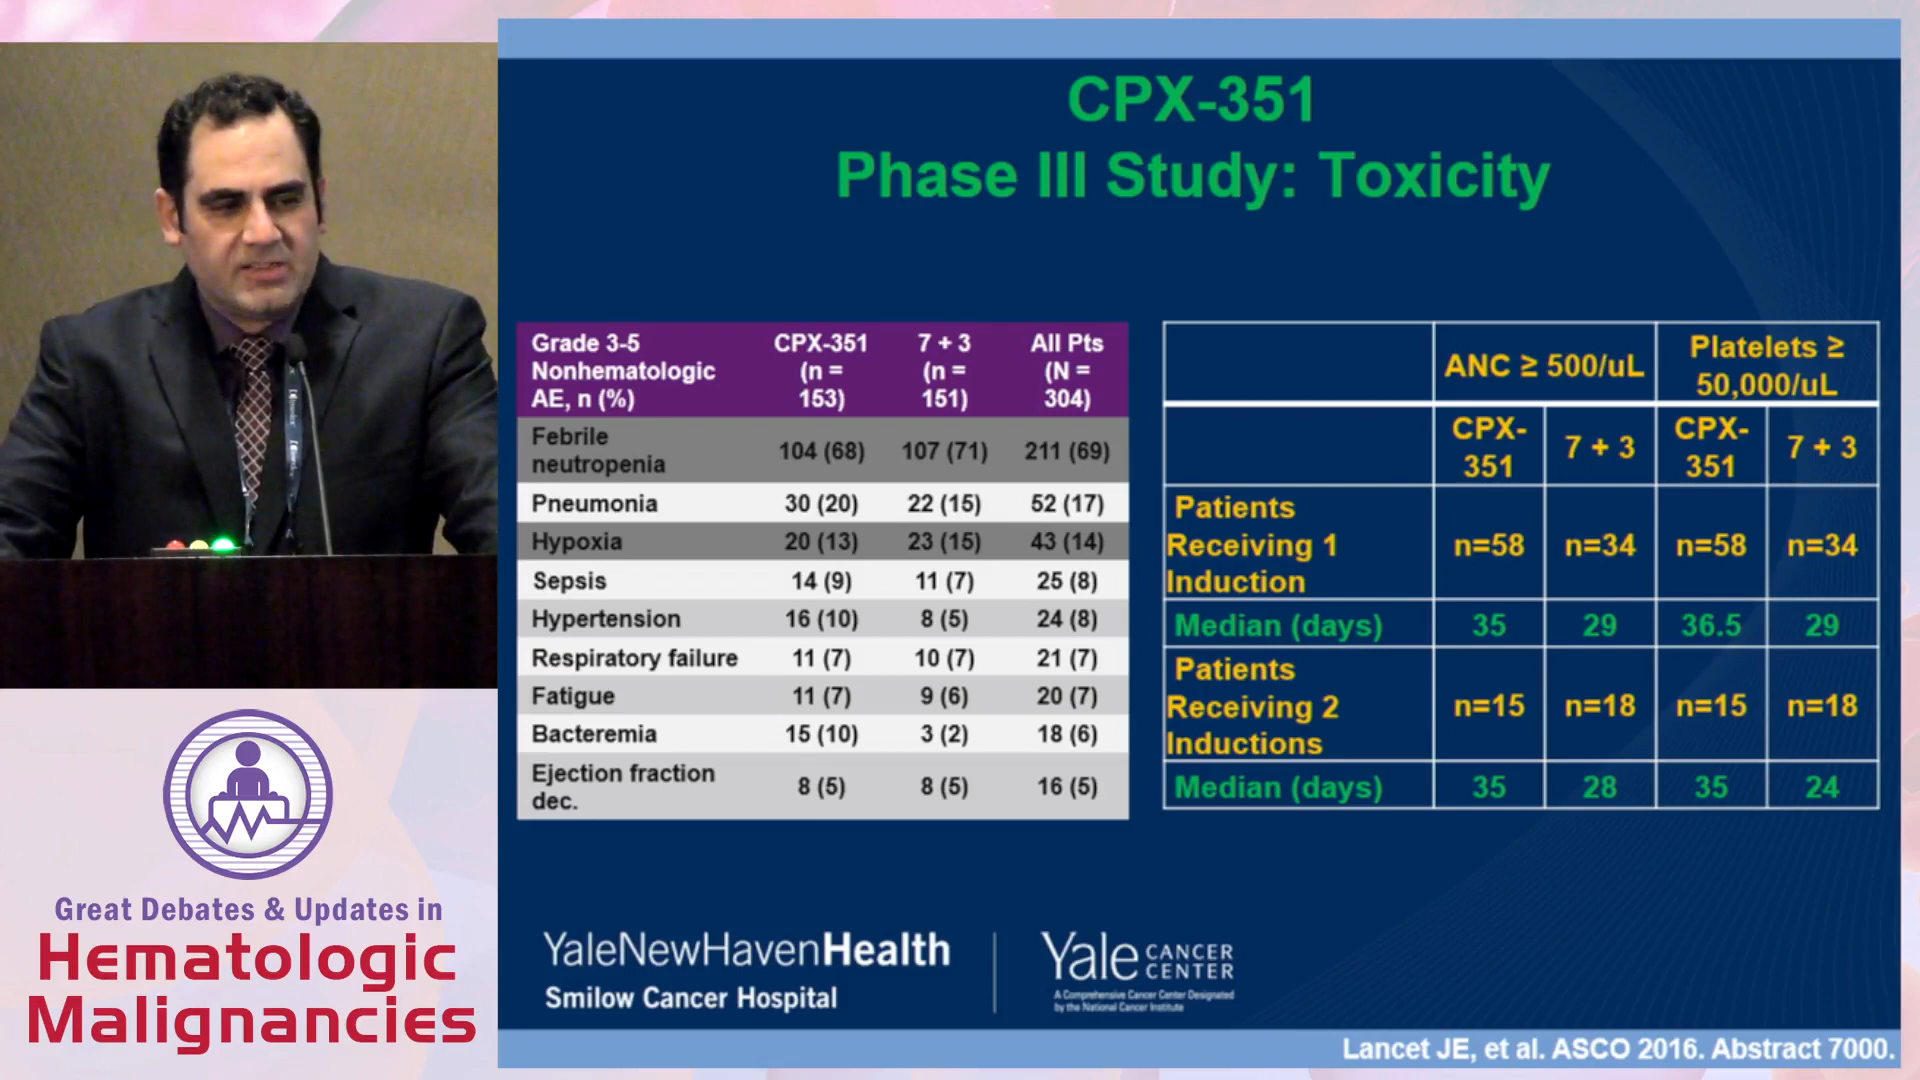 CPX-351
Phase III Study: Toxicity
Grade 3-5 Nonhematologic AE, n (%) CPX-351 (n = 153) 7 + 3 (n = 151) All Pts (N = 304)
Febrile neutropenia 104 (68) 107 (71) 211 (69)
Pneumonia 30 (20) 22 (15) 52 (17)
Hypoxia 20 (13) 23 (15) 43 (14)
Sepsis 14 (9) 11 (7) 25 (8)
Hypertension 16 (10) 8 (5) 24 (8)
Respiratory failure 11 (7) 10 (7) 21 (7)
Fatigue 11 (7) 9 (6) 20 (7)
Bacteremia 15 (10) 3 (2) 18 (6)
Ejection fraction dec. 8 (5) 8 (5) 16 (5)
ANC ≥ 500/uL Platelets ≥ 50,000/uL
CPX-351 7 + 3 CPX-351 7 + 3
Patients Receiving 1 Induction n=58 n=34 n=58 n=34
Median (days) 35 29 36.5 29
Patients Receiving 2 Inductions n=15 n=18 n=15 n=18
Median (days) 35 28 35 24
YaleNewHavenHealth
Smilow Cancer Hospital
Yale CANCER CENTER
A Comprehensive Cancer Center Designated
by the National Cancer Institute
Lancet JE, et al. ASCO 2016. Abstract 7000.
Great Debates & Updates in
Hematologic
Malignancies